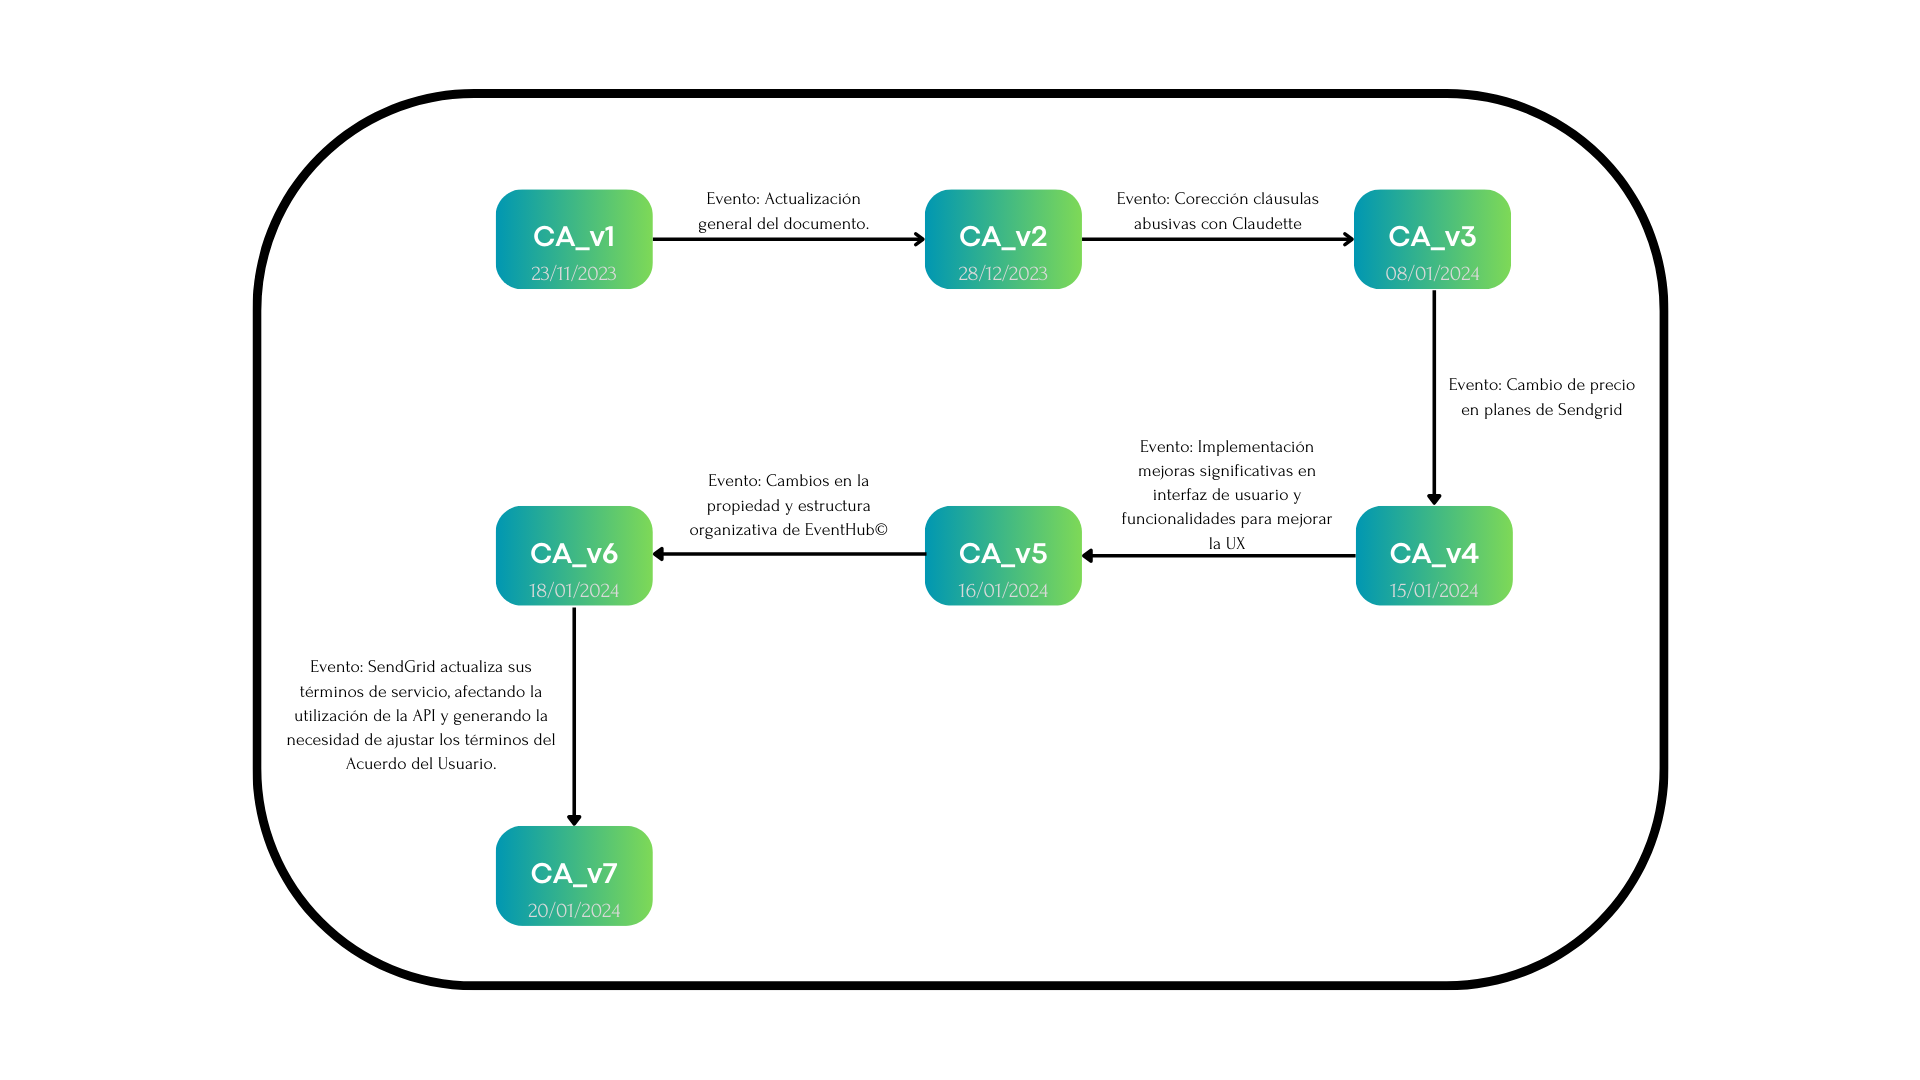 CA_v1
23/11/2023
Evento: Actualización
general del documento.
CA_v2
28/12/2023
Evento: Corección cláusulas
abusivas con Claudette
CA_v3
08/01/2024
Evento: Cambio de precio
en planes de Sendgrid
CA_v4
15/01/2024
Evento: Implementación
mejoras significativas en
interfaz de usuario y
funcionalidades para mejorar
la UX
CA_v5
16/01/2024
Evento: Cambios en la
propiedad y estructura
organizativa de EventHub©
CA_v6
18/01/2024
Evento: SendGrid actualiza sus
términos de servicio, afectando la
utilización de la API y generando la
necesidad de ajustar los términos del
Acuerdo del Usuario.
CA_v7
20/01/2024